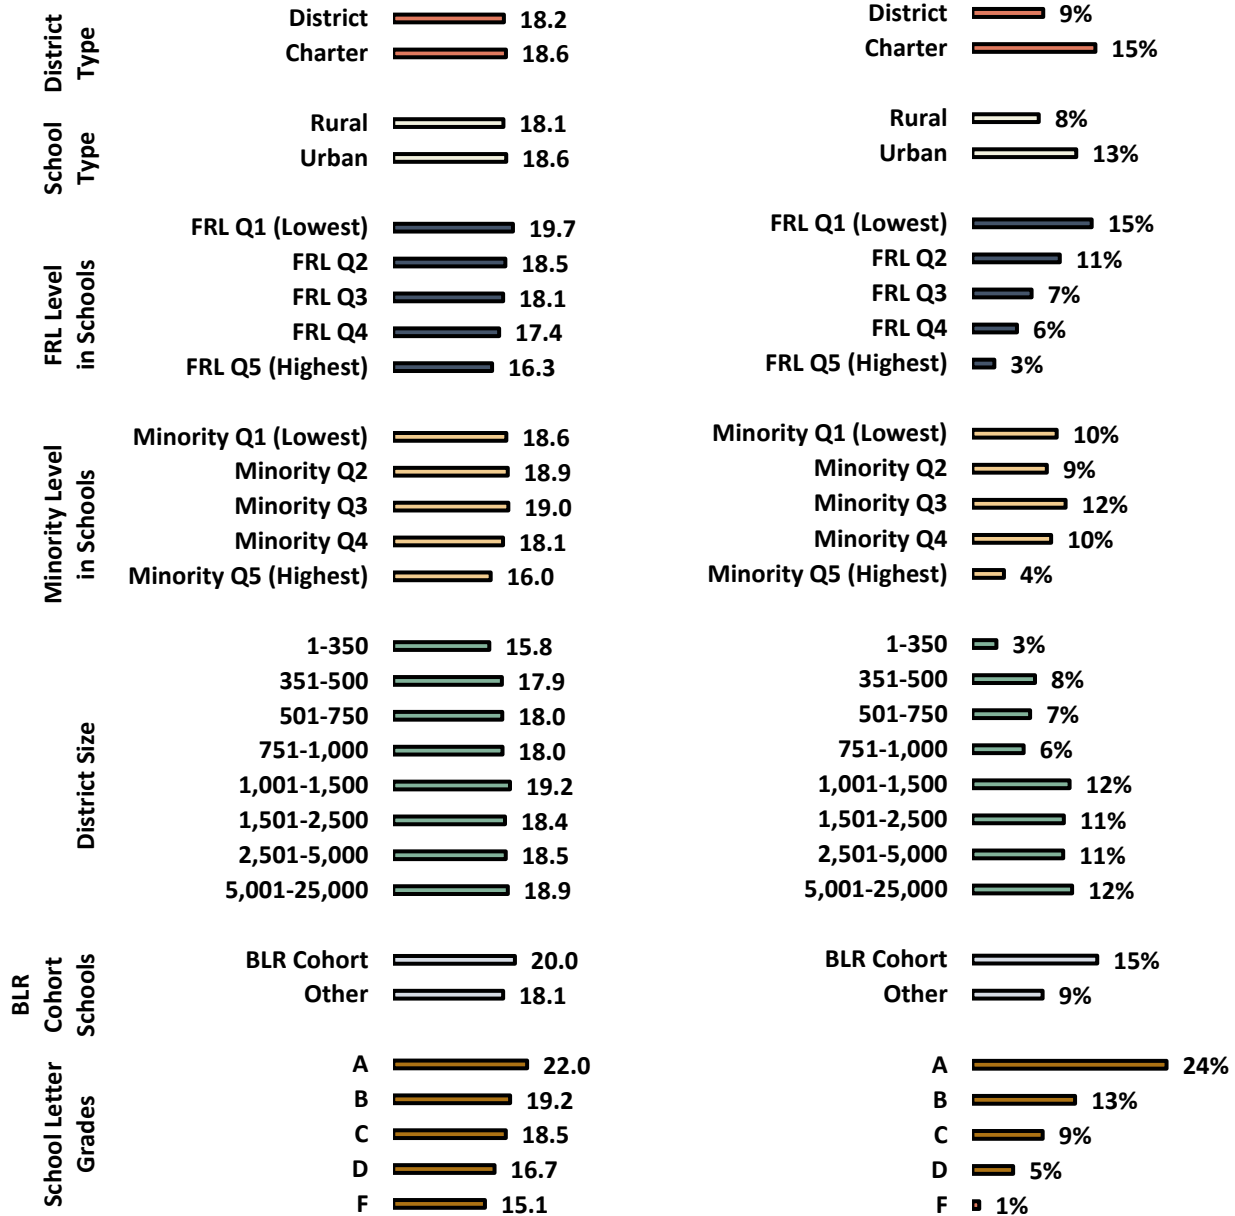 District Type
District 18.2
Charter 18.6
District 9%
Charter 15%
School Type
Rural 18.1
Urban 18.6
Rural 8%
Urban 13%
FRL Level in Schools
FRL Q1 (Lowest) 19.7
FRL Q2 18.5
FRL Q3 18.1
FRL Q4 17.4
FRL Q5 (Highest) 16.3
FRL Q1 (Lowest) 15%
FRL Q2 11%
FRL Q3 7%
FRL Q4 6%
FRL Q5 (Highest) 3%
Minority Level in Schools
Minority Q1 (Lowest) 18.6
Minority Q2 18.9
Minority Q3 19.0
Minority Q4 18.1
Minority Q5 (Highest) 16.0
Minority Q1 (Lowest) 10%
Minority Q2 9%
Minority Q3 12%
Minority Q4 10%
Minority Q5 (Highest) 4%
District Size
1-350 15.8
351-500 17.9
501-750 18.0
751-1,000 18.0
1,001-1,500 19.2
1,501-2,500 18.4
2,501-5,000 18.5
5,001-25,000 18.9
1-350 3%
351-500 8%
501-750 7%
751-1,000 6%
1,001-1,500 12%
1,501-2,500 11%
2,501-5,000 11%
5,001-25,000 12%
BLR Cohort Schools
BLR Cohort 20.0
Other 18.1
BLR Cohort 15%
Other 9%
School Letter Grades
A 22.0
B 19.2
C 18.5
D 16.7
F 15.1
A 24%
B 13%
C 9%
D 5%
F 1%